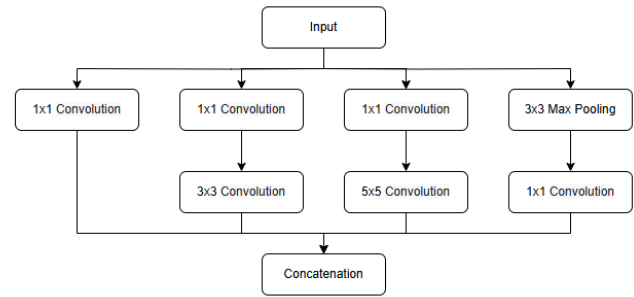 Input
1x1 Convolution
1x1 Convolution
1x1 Convolution
3x3 Max Pooling
3x3 Convolution
5x5 Convolution
1x1 Convolution
Concatenation